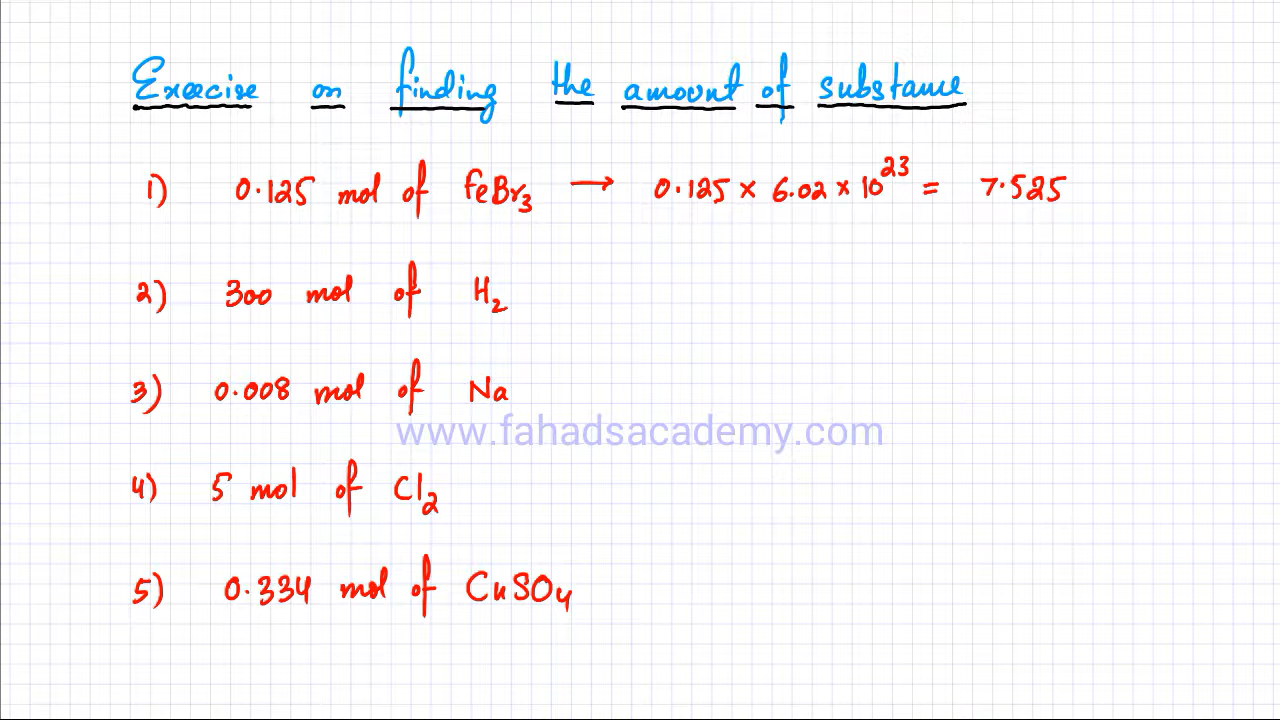 Exercise on finding the amount of substance
1) 0.125 mol of FeBr₃ → 0.125 × 6.02 × 10²³ = 7.525
2) 300 mol of H₂
3) 0.008 mol of Na
www.fahadsacademy.com
4) 5 mol of Cl₂
5) 0.334 mol of CuSO₄